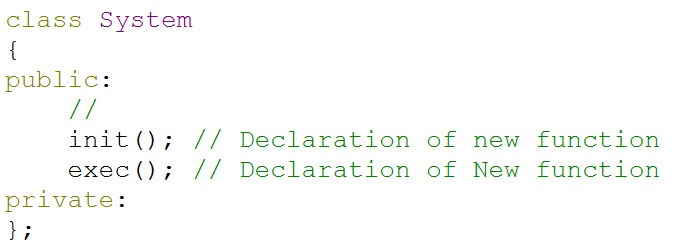 class System
{
public:
    //
    init(); // Declaration of new function
    exec(); // Declaration of New function
private:
};